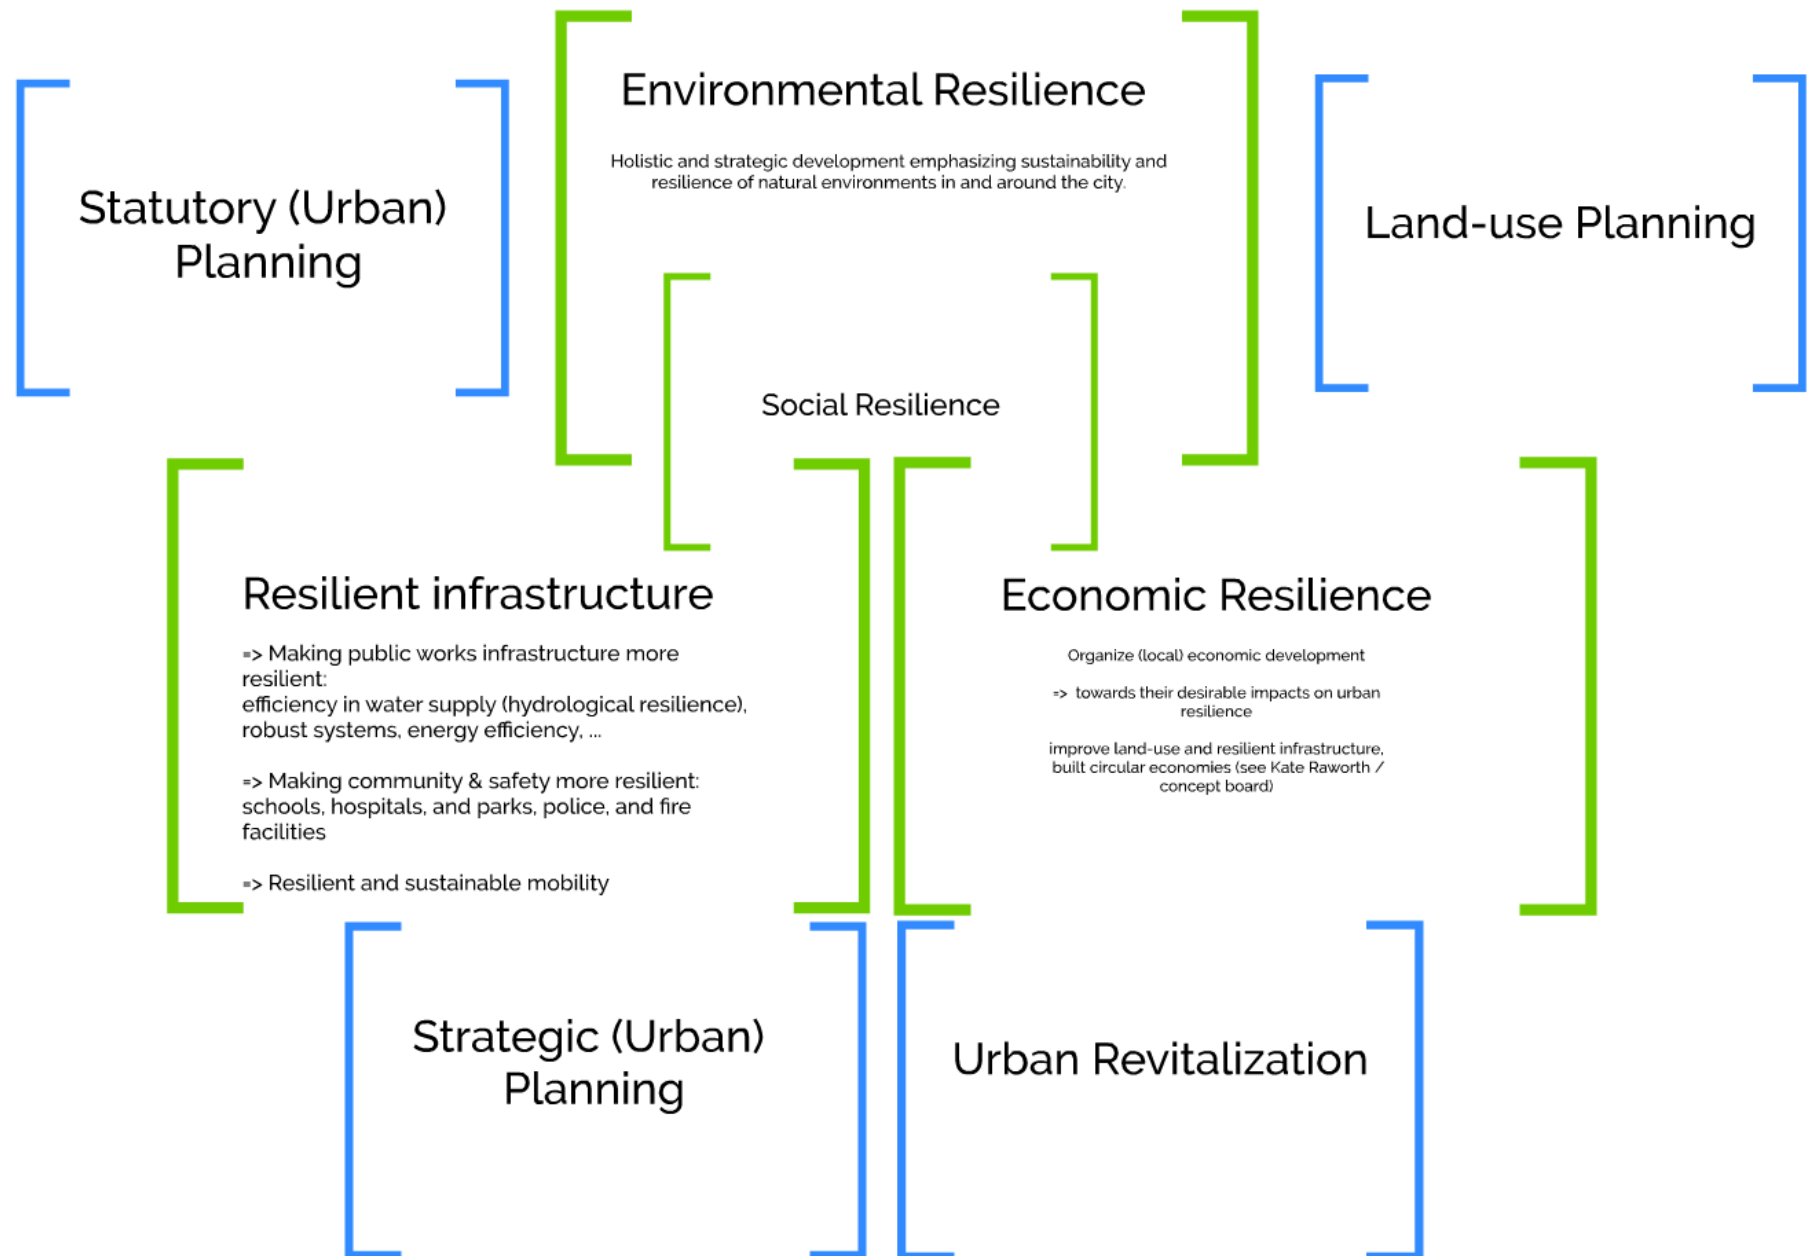 Environmental Resilience
Holistic and strategic development emphasizing sustainability and
resilience of natural environments in and around the city.
Statutory (Urban)
Planning
Land-use Planning
Social Resilience
Resilient infrastructure
=> Making public works infrastructure more
resilient:
efficiency in water supply (hydrological resilience),
robust systems, energy efficiency, ...
=> Making community & safety more resilient:
schools, hospitals, and parks, police, and fire
facilities
=> Resilient and sustainable mobility
Economic Resilience
Organize (local) economic development
=> towards their desirable impacts on urban
resilience
improve land-use and resilient infrastructure,
built circular economies (see Kate Raworth /
concept board)
Strategic (Urban)
Planning
Urban Revitalization